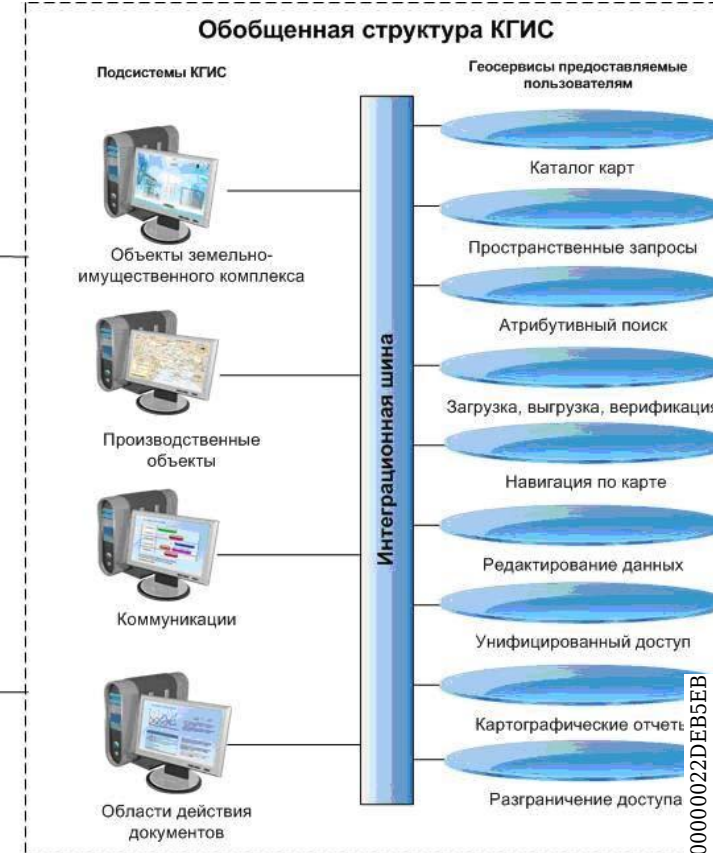 Обобщенная структура КГИС
Подсистемы КГИС
Объекты земельно-
имущественного комплекса
Производственные
объекты
Коммуникации
Области действия
документов
Интеграционная шина
Геосервисы предоставляемые
пользователям
Каталог карт
Пространственные запросы
Атрибутивный поиск
Загрузка, выгрузка, верификация
Навигация по карте
Редактирование данных
Унифицированный доступ
Картографические отчеты
Разграничение доступа
00000022DEB5EB